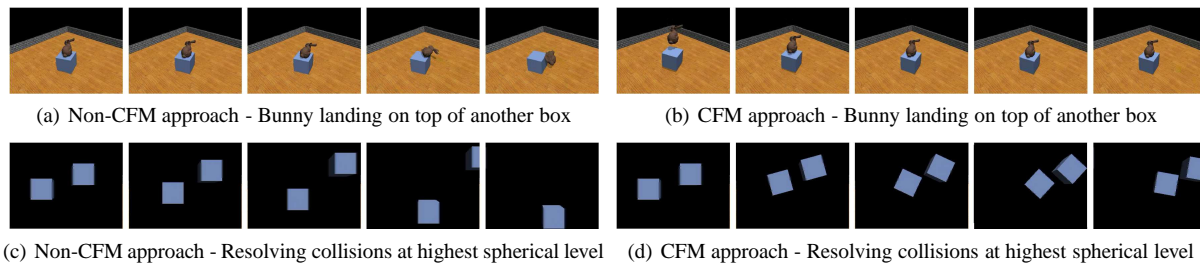 (a) Non-CFM approach - Bunny landing on top of another box
(b) CFM approach - Bunny landing on top of another box
(c) Non-CFM approach - Resolving collisions at highest spherical level
(d) CFM approach - Resolving collisions at highest spherical level